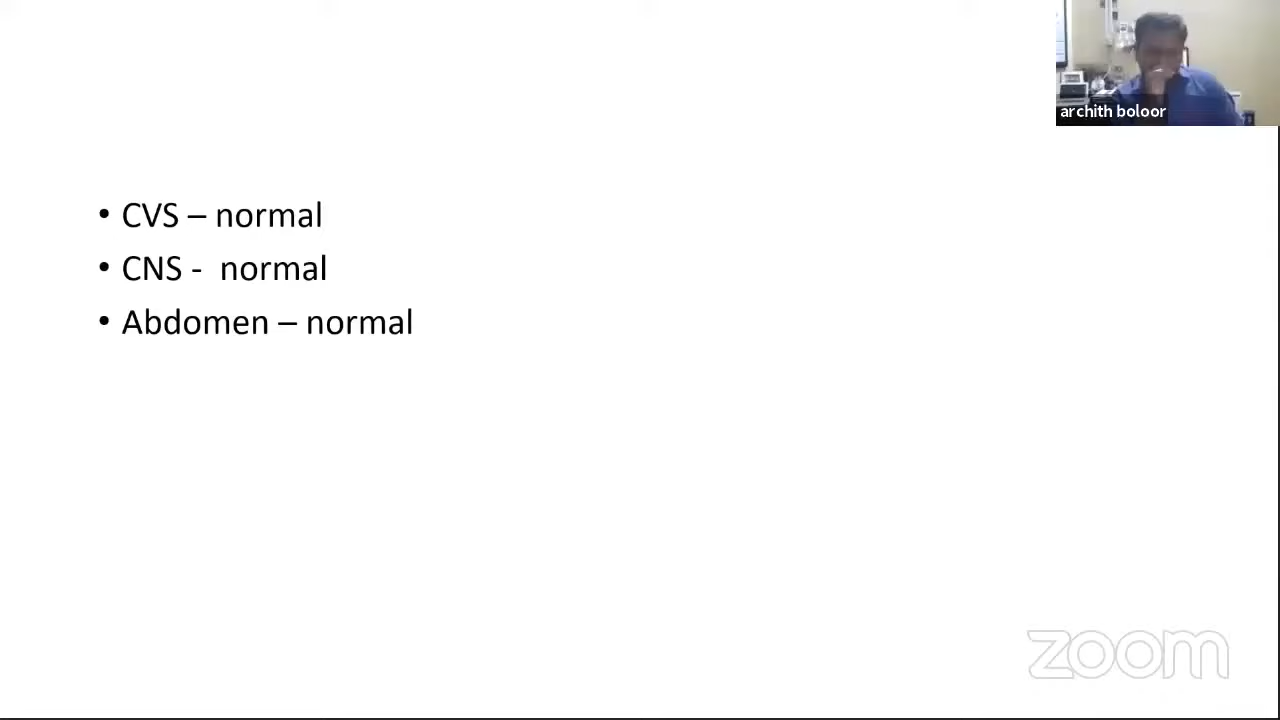 archith boloor
• CVS – normal
• CNS -  normal
• Abdomen – normal
zoom